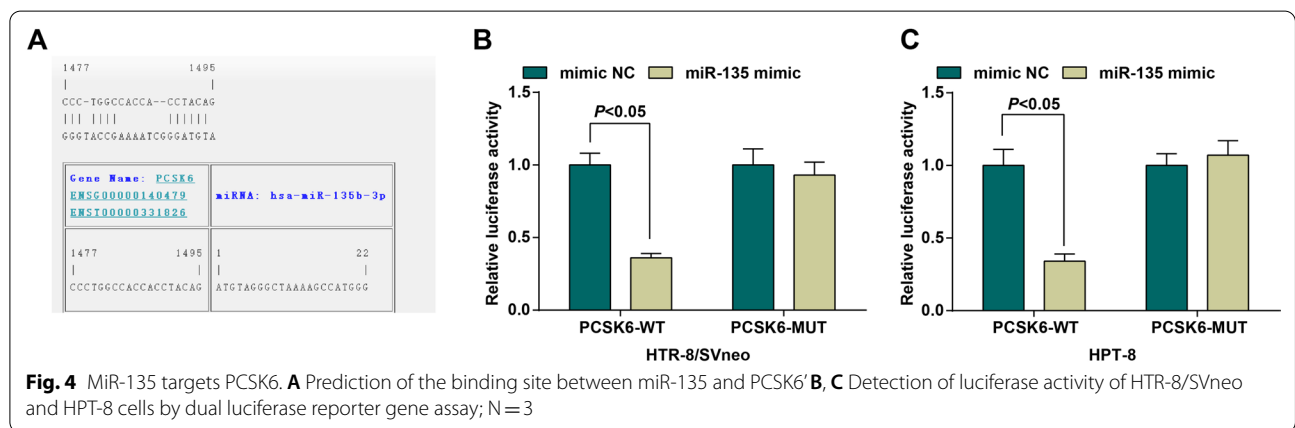 A
1477 1495
| |
CCC-TGGCCACCA--CCTACAG
||| |||| ||||||
GGGTACCGAAAATCGGGATGTA
Gene Name: PCSK6
ENSG00000140479
ENST00000331826
miRNA: hsa-miR-135b-3p
1477 1495
| |
CCCTGGCCACCACCTACAG
1 22
| |
ATGTAGGGCTAAAAGCCATGGG
B
mimic NC miR-135 mimic
Relative luciferase activity
1.5
1.0
0.5
0.0
P<0.05
PCSK6-WT PCSK6-MUT
HTR-8/SVneo
C
mimic NC miR-135 mimic
Relative luciferase activity
1.5
1.0
0.5
0.0
P<0.05
PCSK6-WT PCSK6-MUT
HPT-8
Fig. 4 MiR-135 targets PCSK6. A Prediction of the binding site between miR-135 and PCSK6’ B, C Detection of luciferase activity of HTR-8/SVneo
and HPT-8 cells by dual luciferase reporter gene assay; N = 3